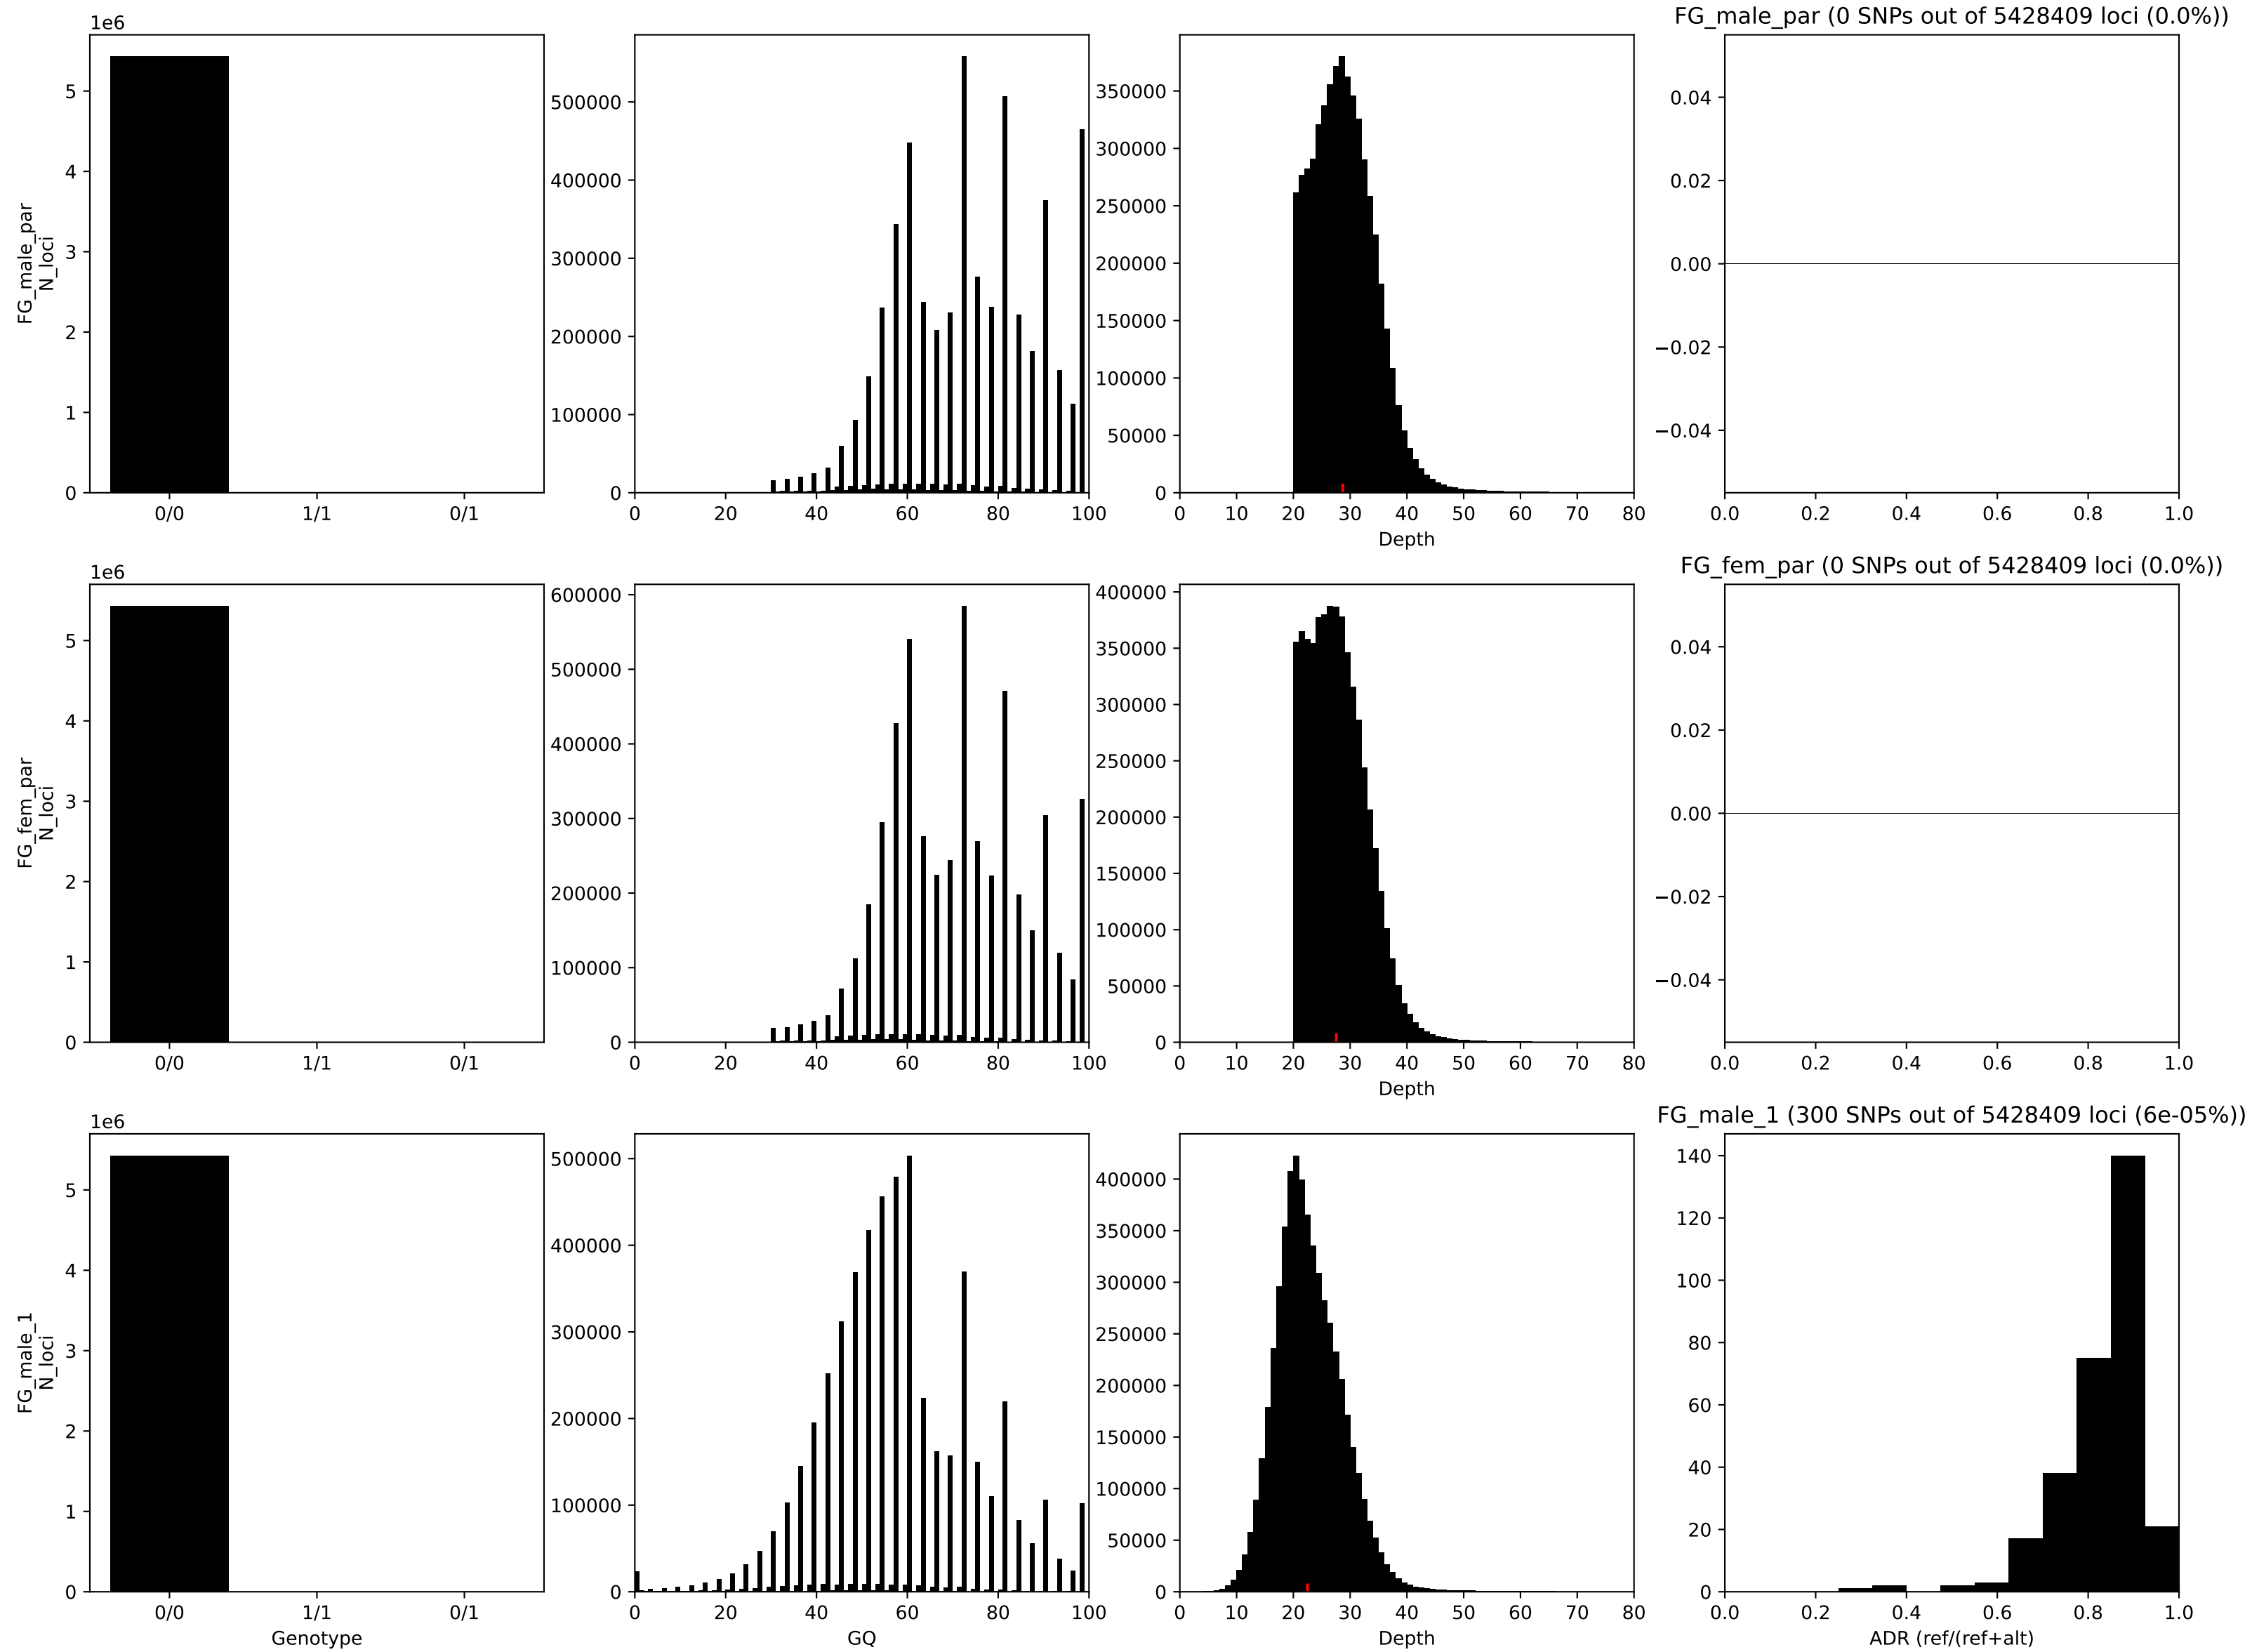 1e6
FG_male_par (0 SNPs out of 5428409 loci (0.0%))
FG_male_par
N_loci
5
4
3
2
1
0
0/0 1/1 0/1
500000
400000
300000
200000
100000
0
0 20 40 60 80 100
350000
300000
250000
200000
150000
100000
50000
0
0 10 20 30 40 50 60 70 80
Depth
0.04
0.02
0.00
−0.02
−0.04
0.0 0.2 0.4 0.6 0.8 1.0
1e6
FG_fem_par (0 SNPs out of 5428409 loci (0.0%))
FG_fem_par
N_loci
5
4
3
2
1
0
0/0 1/1 0/1
600000
500000
400000
300000
200000
100000
0
0 20 40 60 80 100
400000
350000
300000
250000
200000
150000
100000
50000
0
0 10 20 30 40 50 60 70 80
Depth
0.04
0.02
0.00
−0.02
−0.04
0.0 0.2 0.4 0.6 0.8 1.0
1e6
FG_male_1 (300 SNPs out of 5428409 loci (6e-05%))
FG_male_1
N_loci
5
4
3
2
1
0
0/0 1/1 0/1
Genotype
500000
400000
300000
200000
100000
0
0 20 40 60 80 100
GQ
400000
350000
300000
250000
200000
150000
100000
50000
0
0 10 20 30 40 50 60 70 80
Depth
140
120
100
80
60
40
20
0
0.0 0.2 0.4 0.6 0.8 1.0
ADR (ref/(ref+alt)